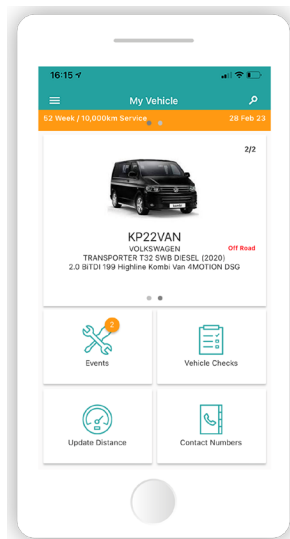 16:15
My Vehicle
52 Week / 10,000km Service 28 Feb 23
2/2
KP22VAN
VOLKSWAGEN
Off Road
TRANSPORTER T32 SWB DIESEL (2020)
2.0 BiTDI 199 Highline Kombi Van 4MOTION DSG
2
Events
Vehicle Checks
Update Distance
Contact Numbers